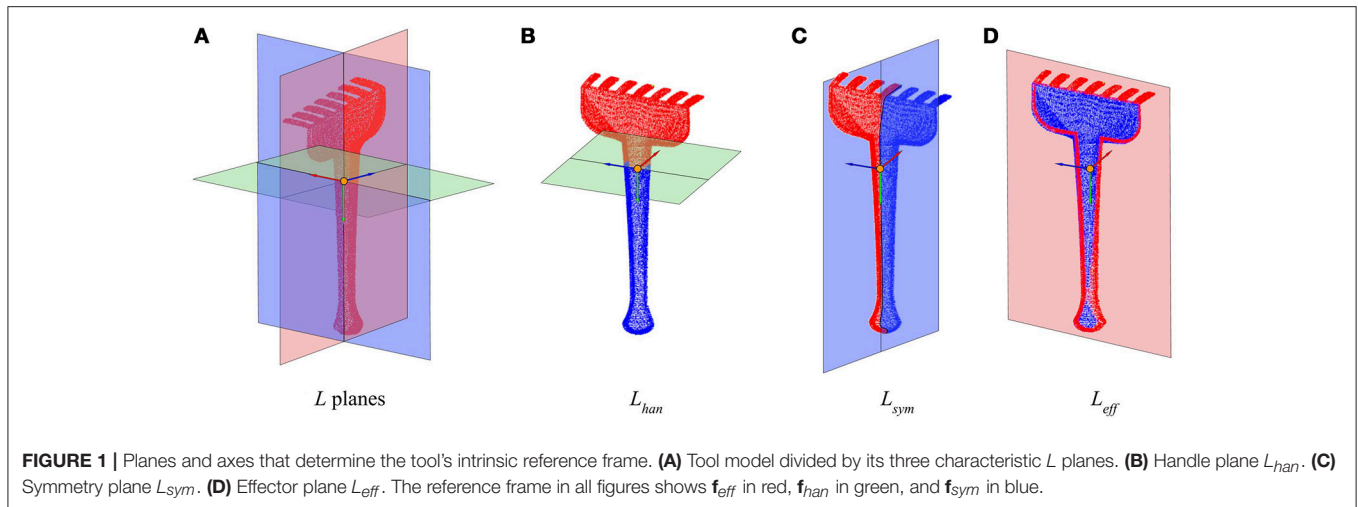 A B C D
L planes L_han L_sym L_eff
FIGURE 1 | Planes and axes that determine the tool's intrinsic reference frame. (A) Tool model divided by its three characteristic L planes. (B) Handle plane L_han. (C)
Symmetry plane L_sym. (D) Effector plane L_eff. The reference frame in all figures shows f_eff in red, f_han in green, and f_sym in blue.